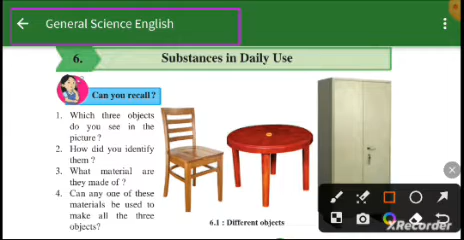 General Science English
6.
Substances in Daily Use
Can you recall?
1. Which three objects
do you see in the
picture ?
2. How did you identify
them ?
3. What material are
they made of ?
4. Can any one of these
materials be used to
make all the three
objects?
6.1 : Different objects
XRecorder